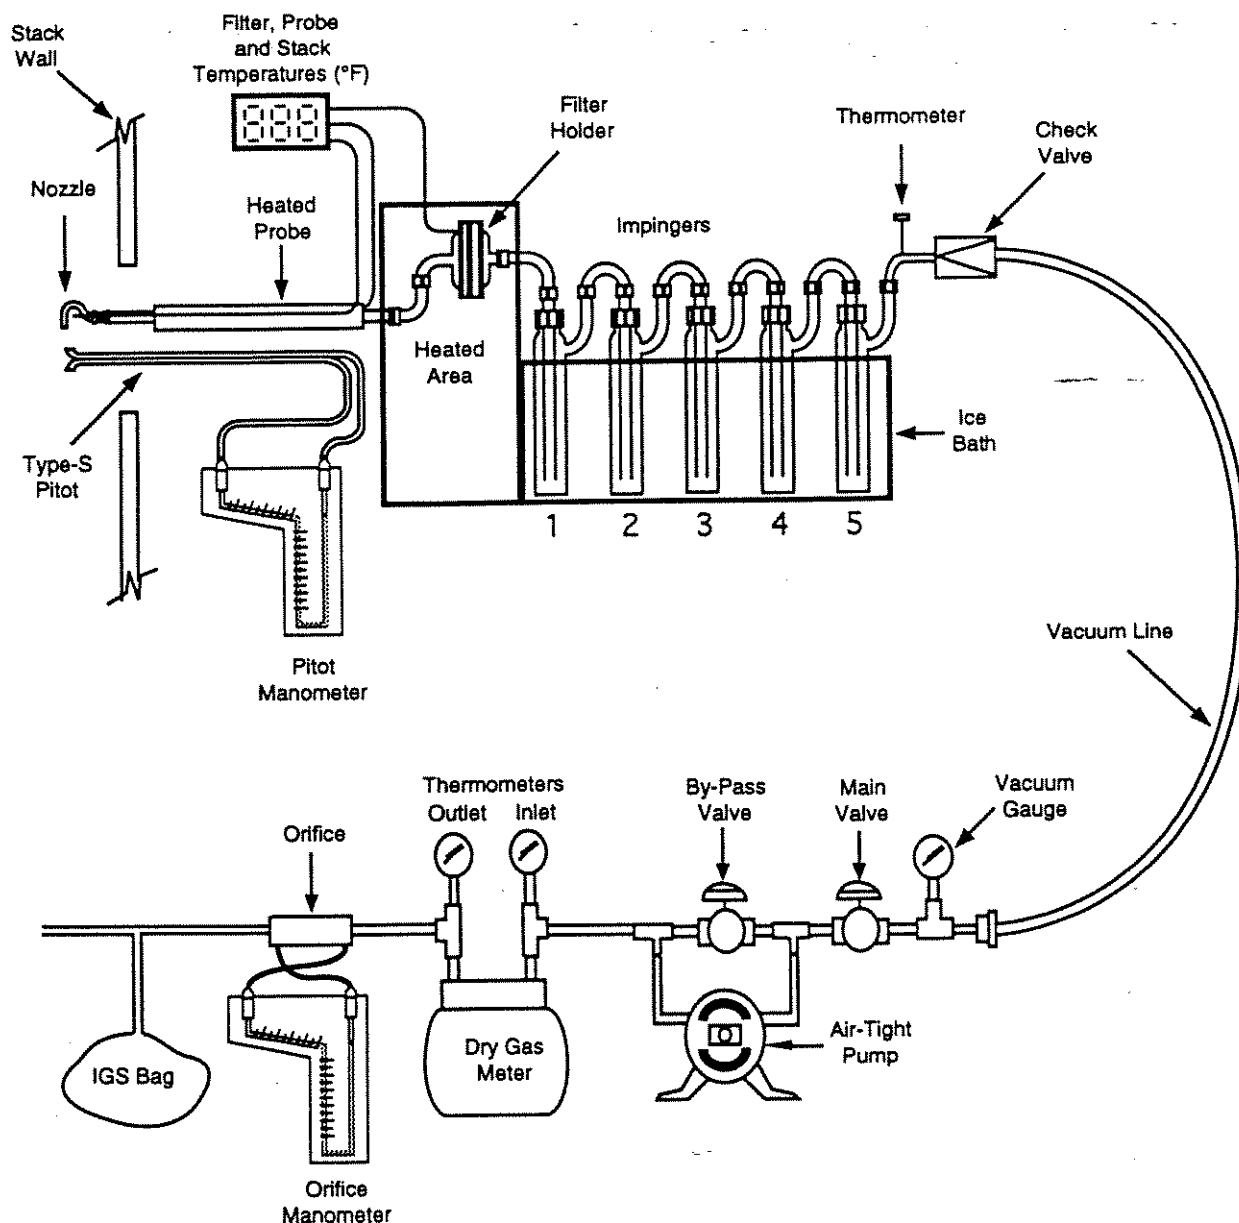 Stack
Wall
Filter, Probe
and Stack
Temperatures (°F)
888
Filter
Holder
Thermometer
Check
Valve
Nozzle
Heated
Probe
Impingers
Heated
Area
Ice
Bath
Type-S
Pitot
1 2 3 4 5
Pitot
Manometer
Vacuum Line
Thermometers
Outlet Inlet
By-Pass
Valve
Main
Valve
Vacuum
Gauge
Orifice
IGS Bag
Dry Gas
Meter
Air-Tight
Pump
Orifice
Manometer